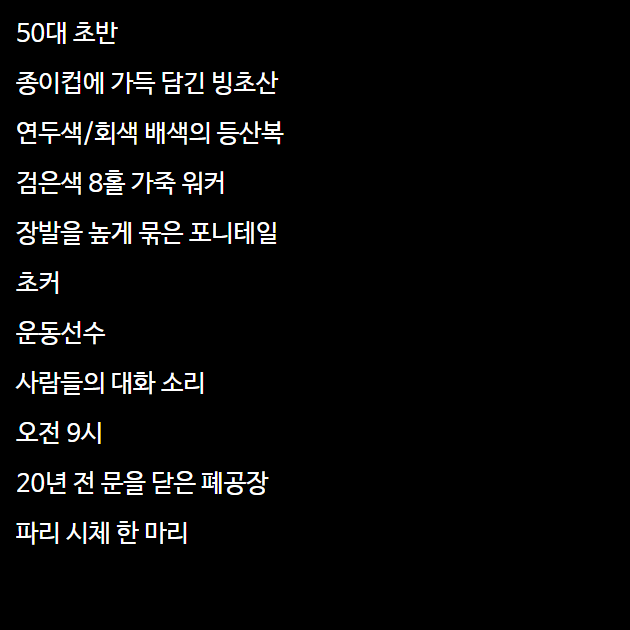 50대 초반
종이컵에 가득 담긴 빙초산
연두색/회색 배색의 등산복
검은색 8홀 가죽 워커
장발을 높게 묶은 포니테일
초커
운동선수
사람들의 대화 소리
오전 9시
20년 전 문을 닫은 폐공장
파리 시체 한 마리